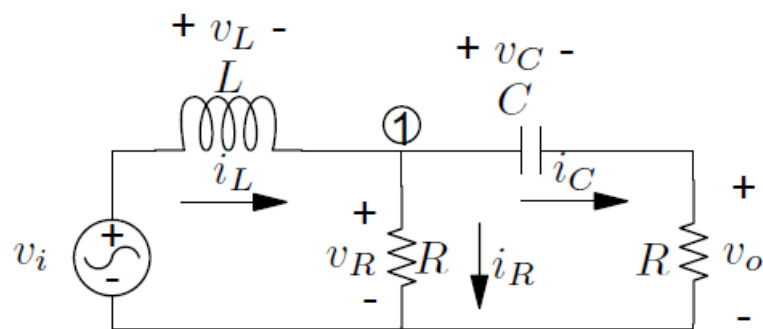 + v_L -
+ v_C -
L
C
1
i_L
i_C
+
+
+
v_i
v_R
R
i_R
R
v_o
-
-
-